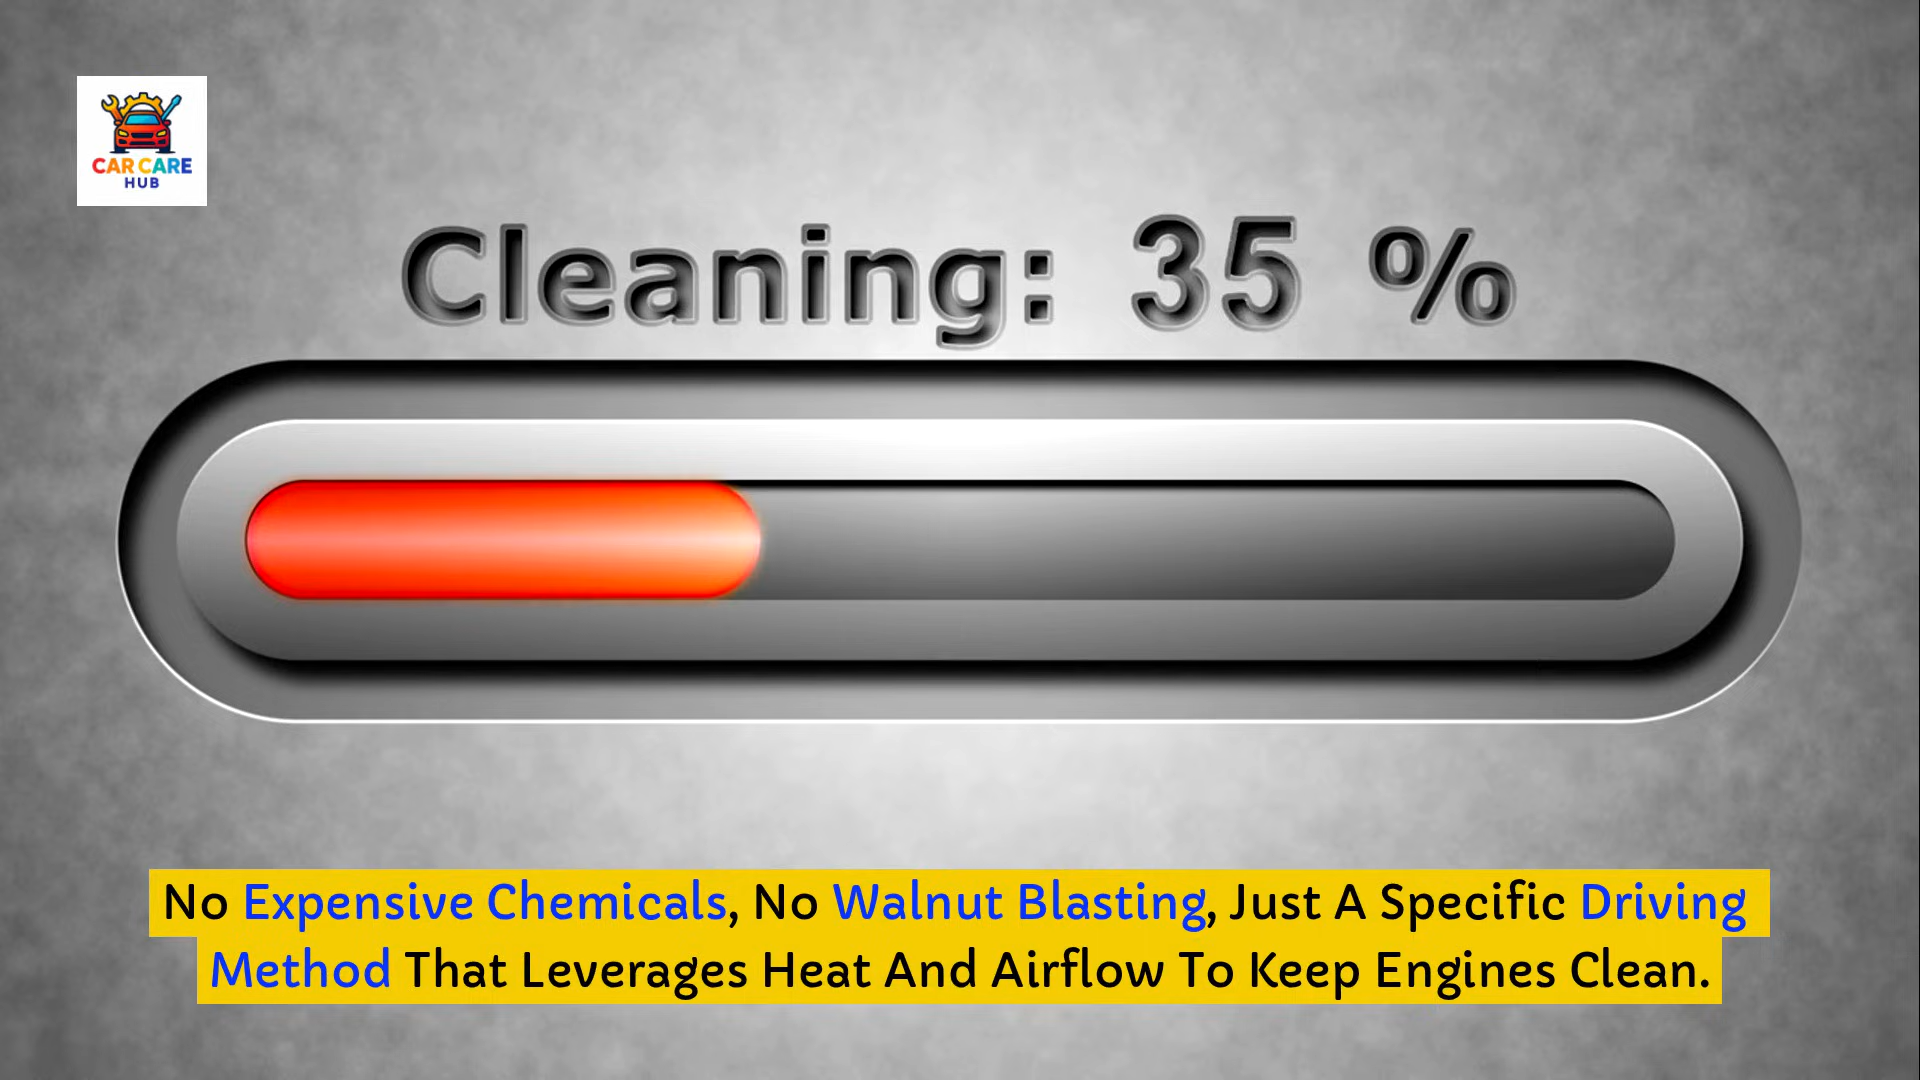 CAR CARE
HUB
Cleaning: 35 %
No Expensive Chemicals, No Walnut Blasting, Just A Specific Driving
Method That Leverages Heat And Airflow To Keep Engines Clean.